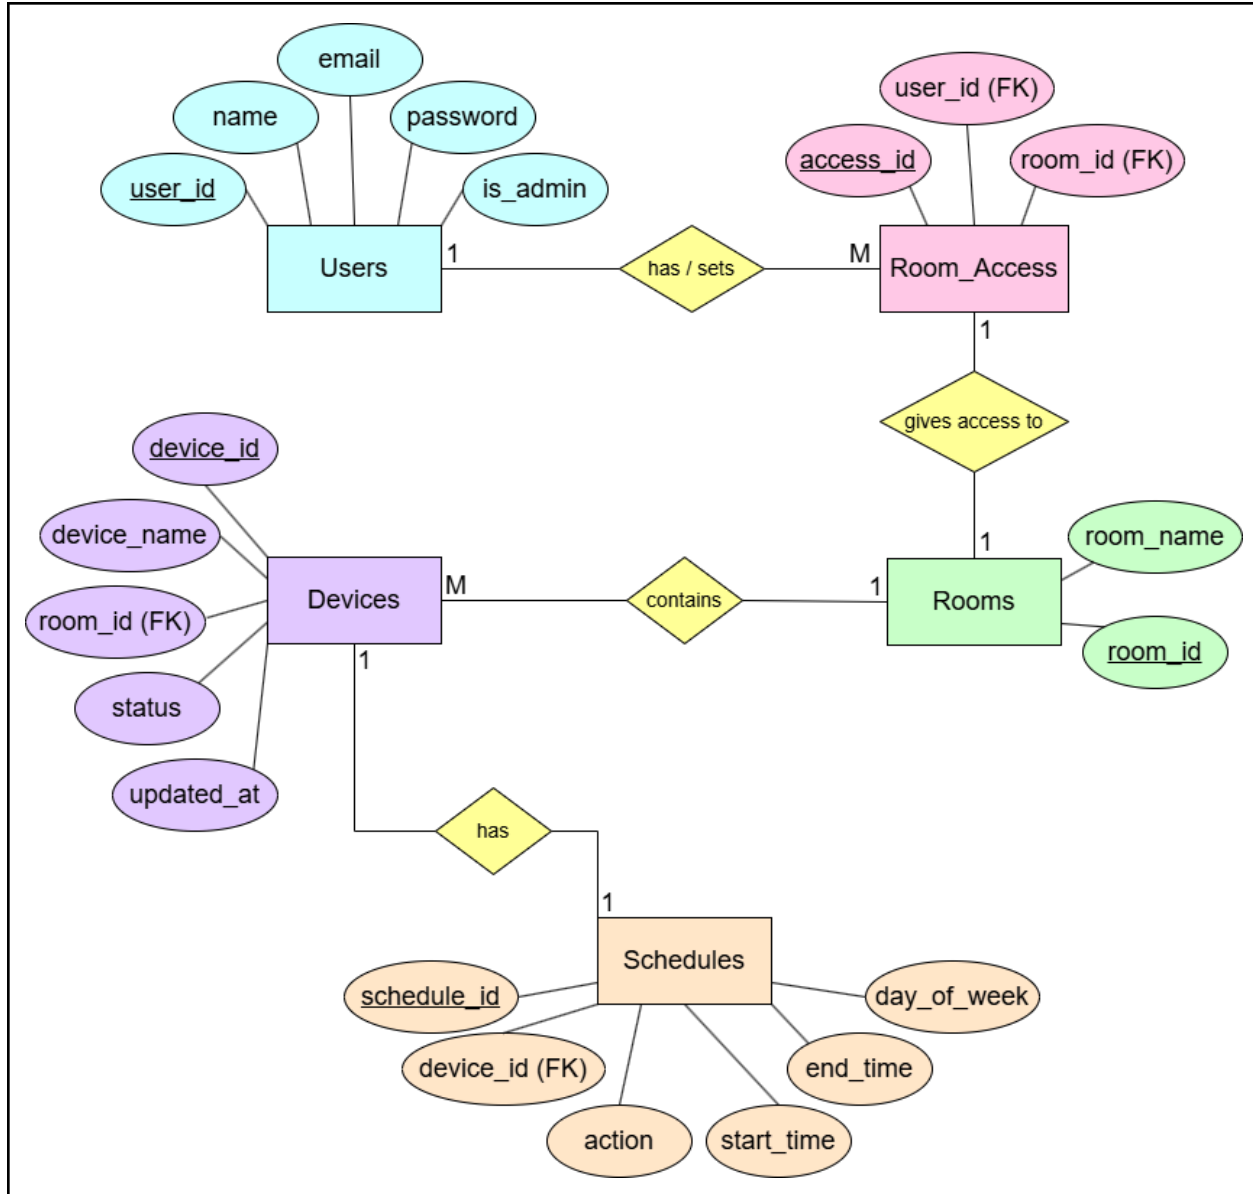 email
name
password
user_id
is_admin
Users
1
has / sets
M
user_id (FK)
access_id
room_id (FK)
Room_Access
1
gives access to
1
room_name
Rooms
room_id
1
contains
M
device_id
device_name
Devices
room_id (FK)
status
updated_at
1
has
1
Schedules
schedule_id
day_of_week
device_id (FK)
end_time
action
start_time